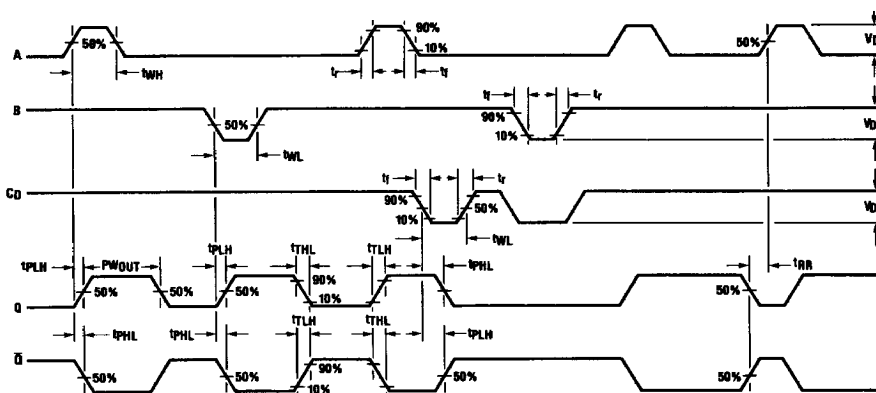 90%
50% 50% VD
A 10%
tWH tr tf
tf tr
B
50% 90% VD
10%
tWL
tf tr
CD
90% 50% VD
10%
tWL
tPLH tTHL tTLH
tPLH PWOUT tPHL tRR
90%
50% 50% 50% 50%
Q 10%
tPHL tPHL tTLH tTHL tPLH
Q
90%
50% 50% 50% 50%
10%